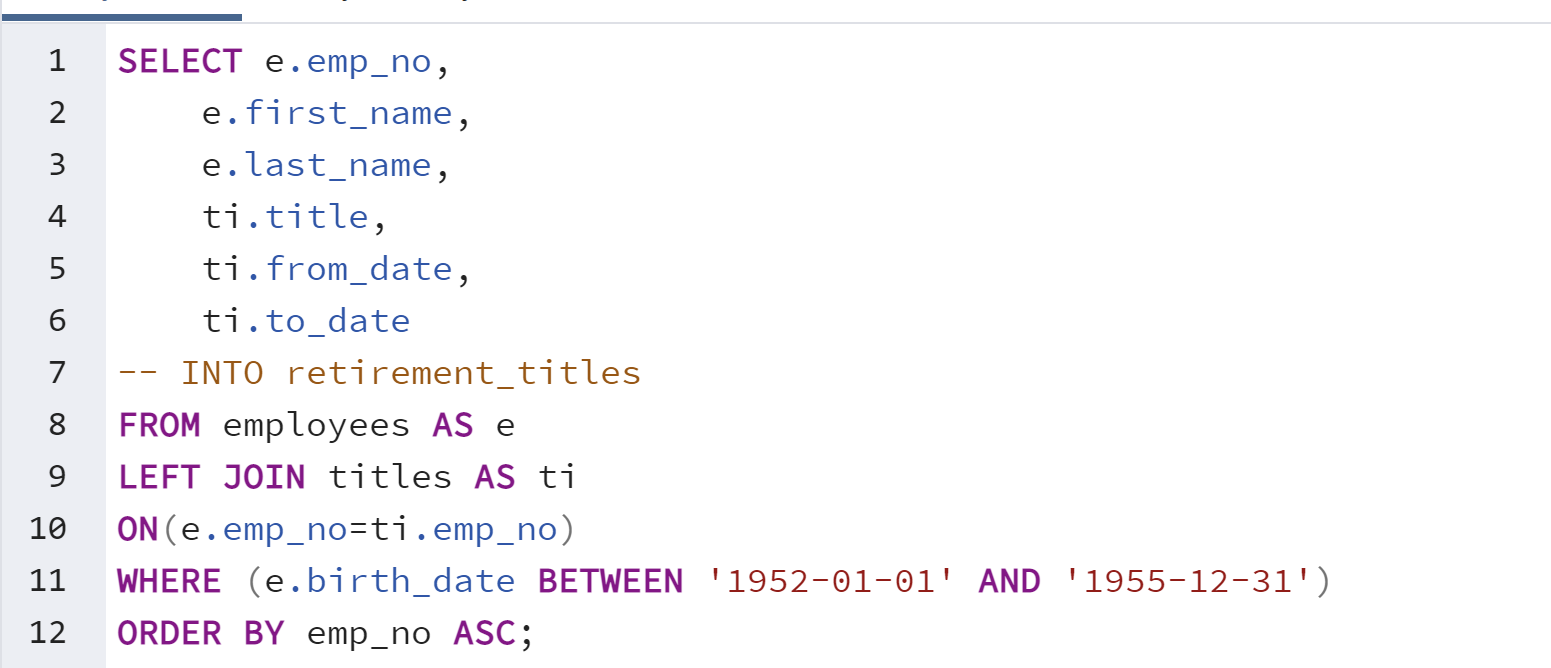 1 SELECT e.emp_no,
2     e.first_name,
3     e.last_name,
4     ti.title,
5     ti.from_date,
6     ti.to_date
7 -- INTO retirement_titles
8 FROM employees AS e
9 LEFT JOIN titles AS ti
10 ON(e.emp_no=ti.emp_no)
11 WHERE (e.birth_date BETWEEN '1952-01-01' AND '1955-12-31')
12 ORDER BY emp_no ASC;